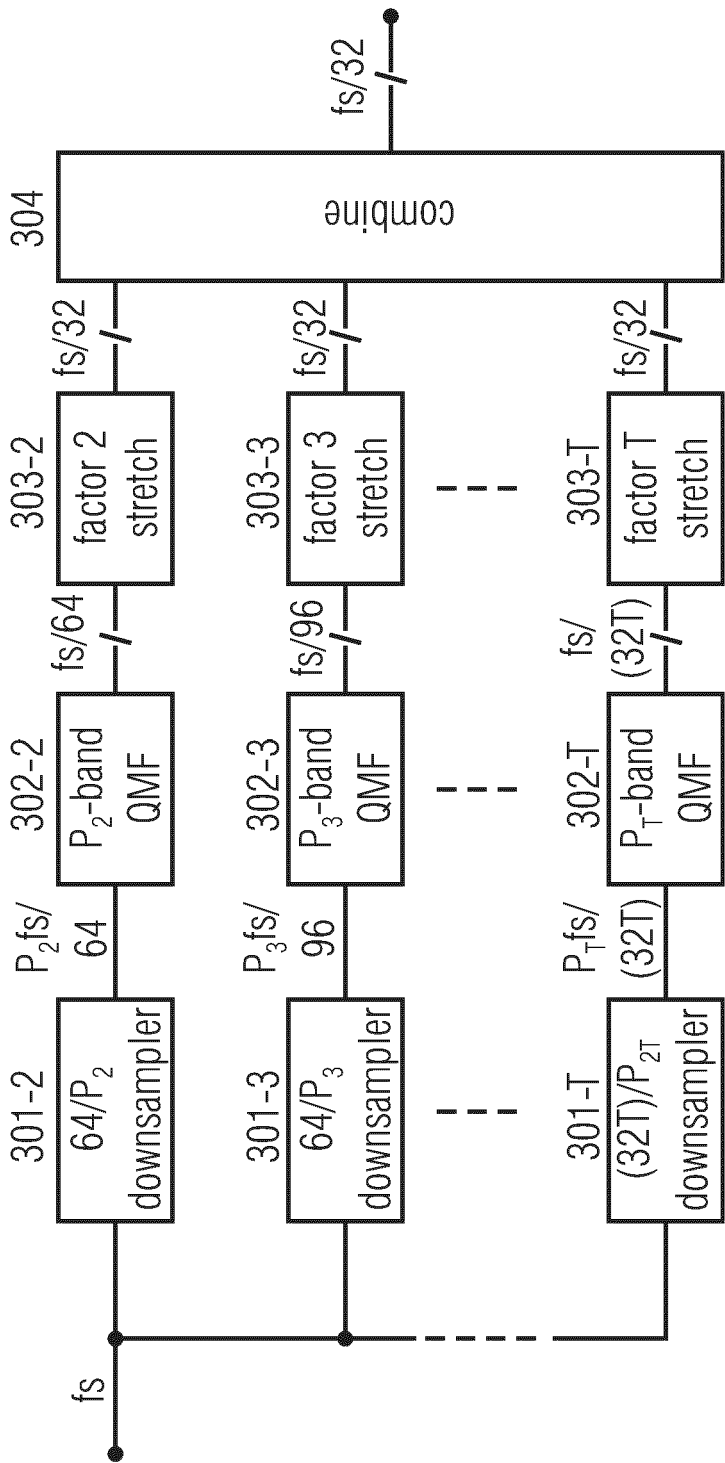 fs
301-2
64/P₂
downsampler
P₂fs/
64
302-2
P₂-band
QMF
fs/64
303-2
factor 2
stretch
fs/32
304
combine
fs/32
301-3
64/P₃
downsampler
P₃fs/
96
302-3
P₃-band
QMF
fs/96
303-3
factor 3
stretch
fs/32
301-T
(32T)/P₂T
downsampler
PTfs/
(32T)
302-T
PT-band
QMF
fs/
(32T)
303-T
factor T
stretch
fs/32